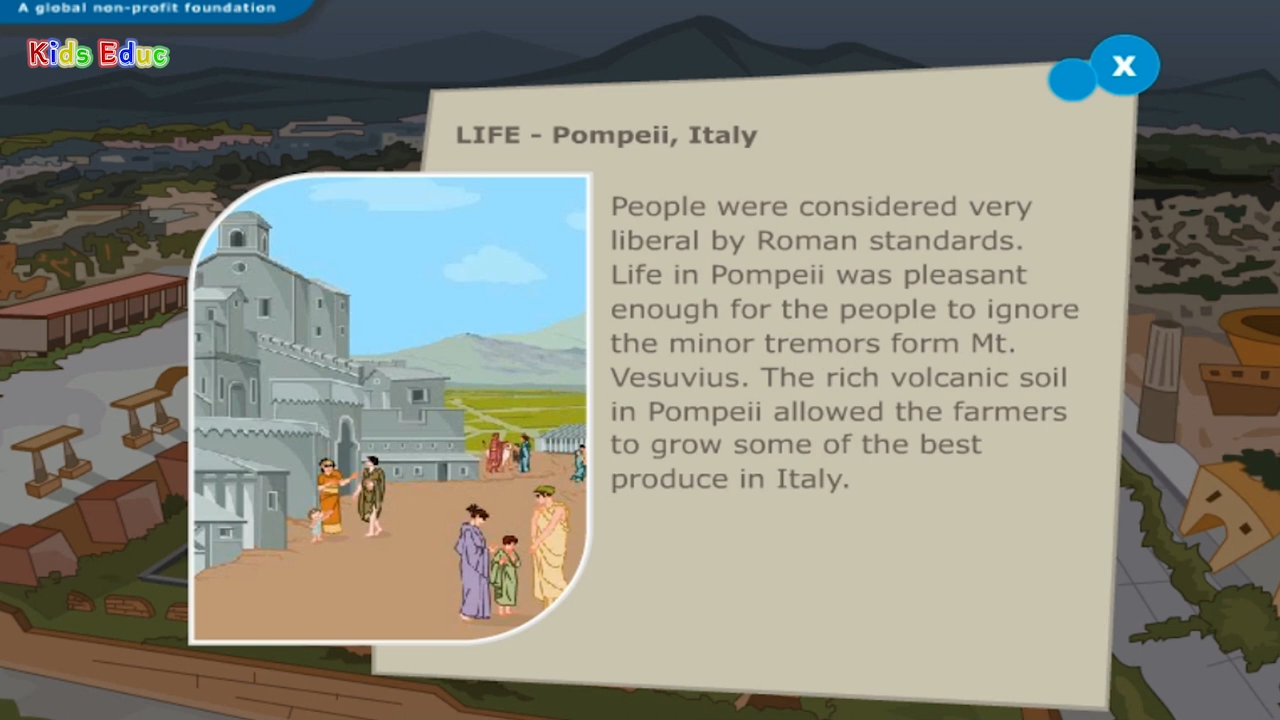 A global non-profit foundation
Kids Educ
X
LIFE - Pompeii, Italy
People were considered very
liberal by Roman standards.
Life in Pompeii was pleasant
enough for the people to ignore
the minor tremors form Mt.
Vesuvius. The rich volcanic soil
in Pompeii allowed the farmers
to grow some of the best
produce in Italy.